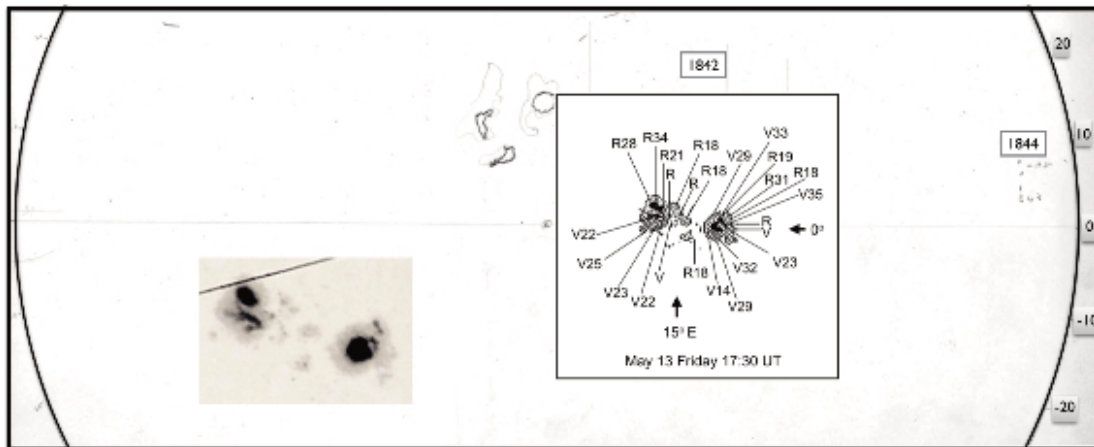 20
1842
10
1844
V33
R34
R18
R28
V29
R21
R19
R18
R
R18
R
R31
V35
R
V
0°
V22
V25
R18
V32
V23
V23
V22
V
V14
V29
15° E
May 13 Friday 17:30 UT
0
-10
-20